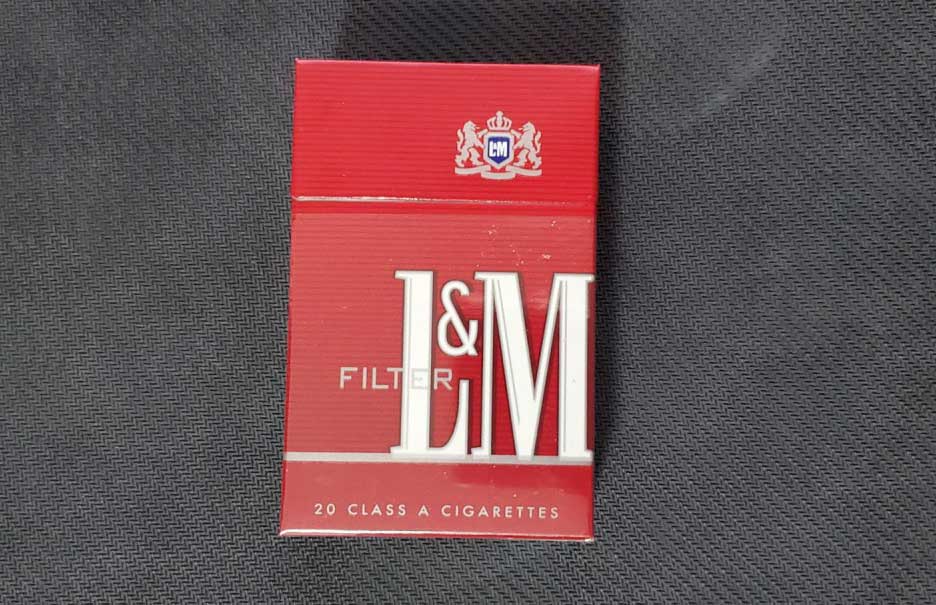 L&M
L&M
FILTER
20 CLASS A CIGARETTES